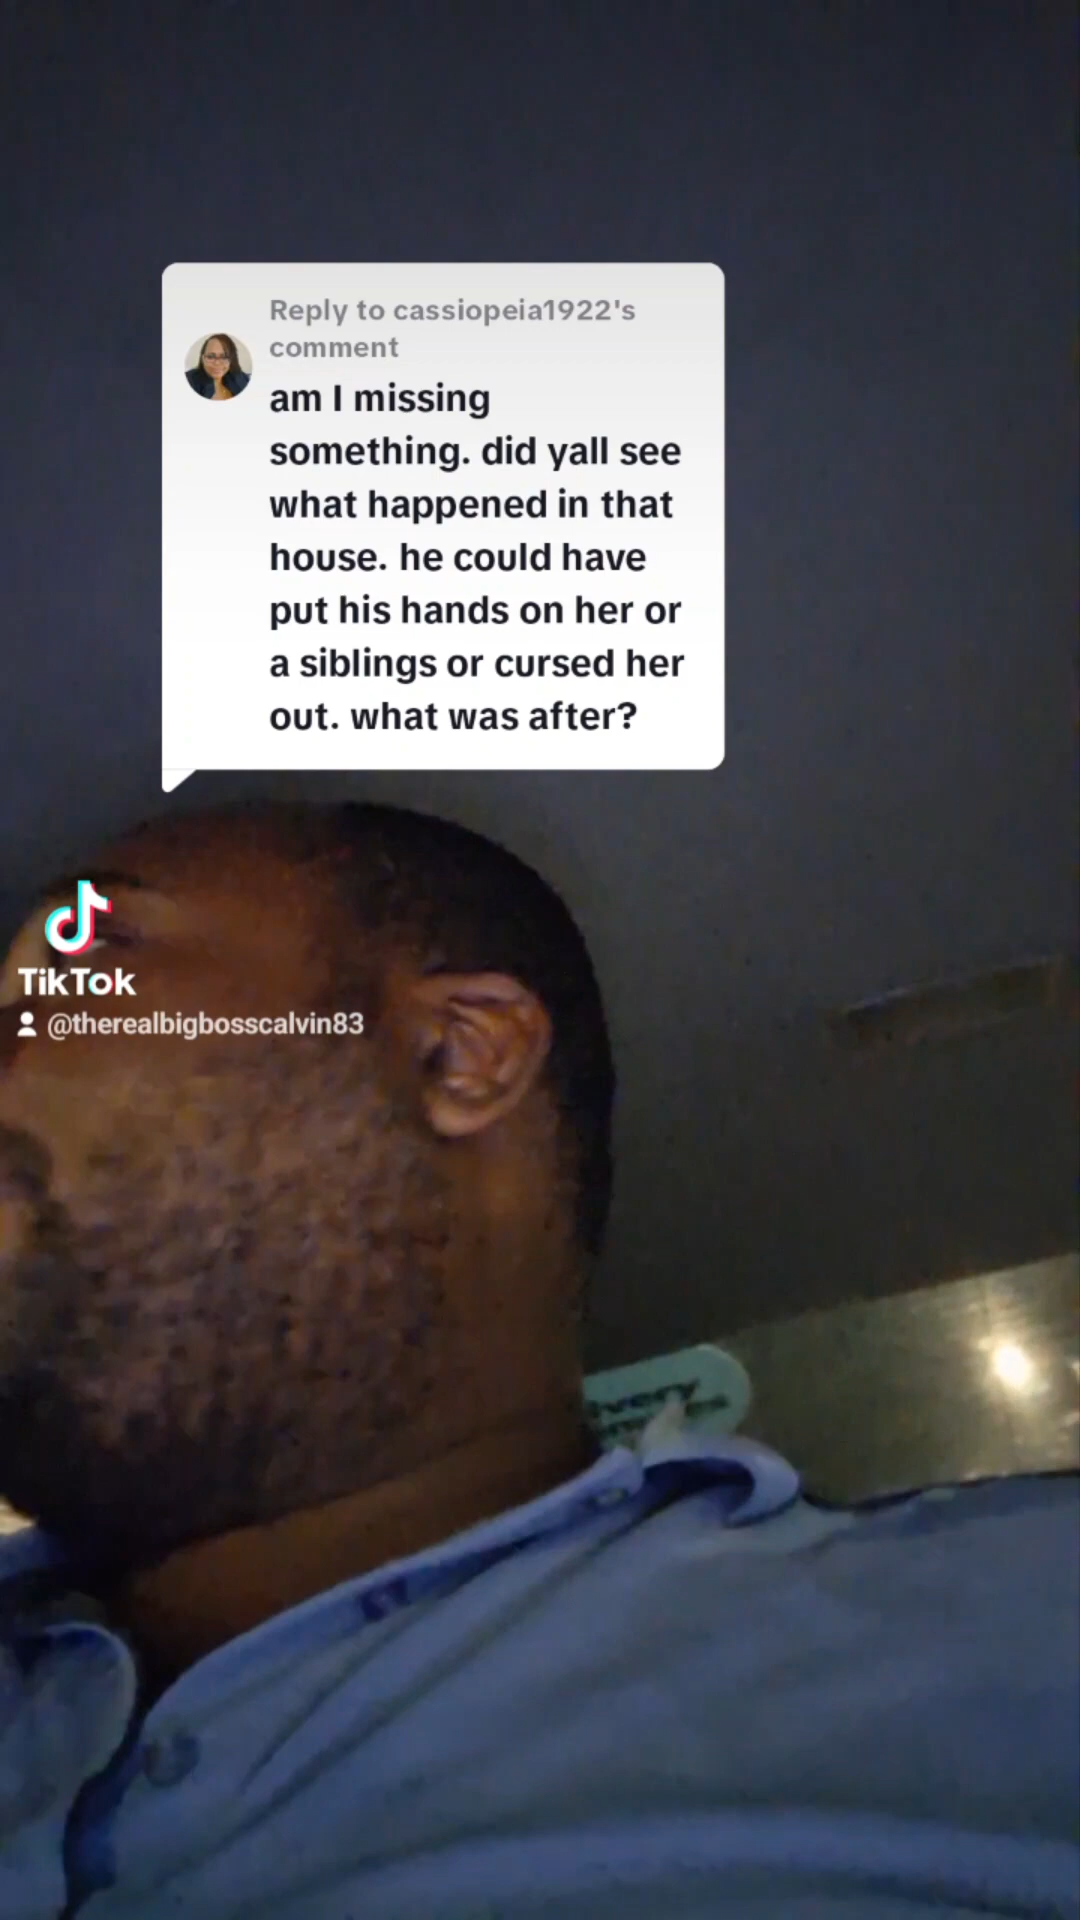 Reply to cassiopeia1922's
comment
am I missing
something. did yall see
what happened in that
house. he could have
put his hands on her or
a siblings or cursed her
out. what was after?
TikTok
@therealbigbosscalvin83